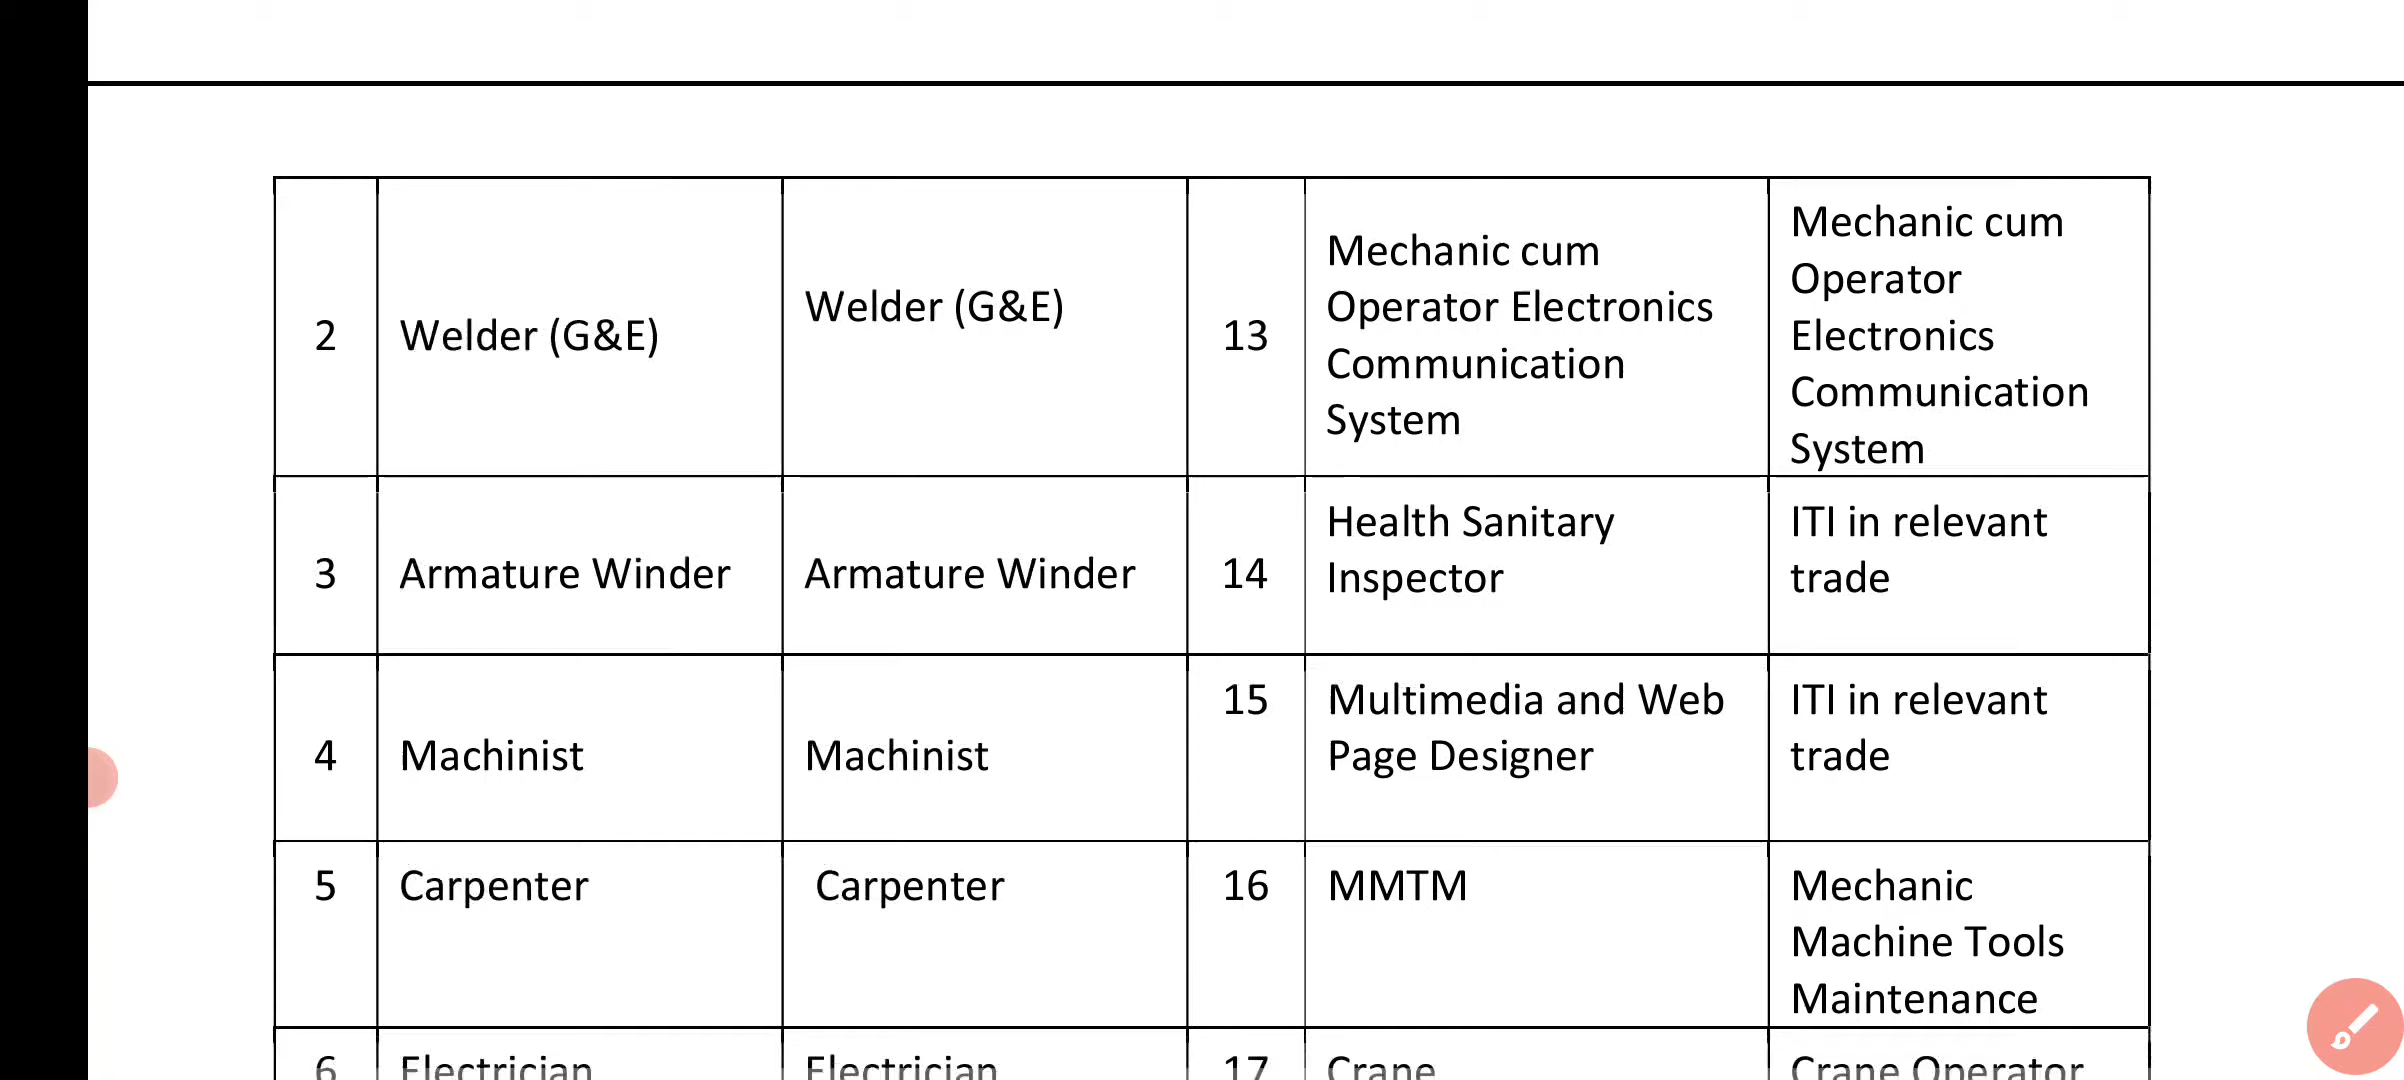 2
Welder (G&E)
Welder (G&E)
13
Mechanic cum
Operator Electronics
Communication
System
Mechanic cum
Operator
Electronics
Communication
System
3
Armature Winder
Armature Winder
14
Health Sanitary
Inspector
ITI in relevant
trade
4
Machinist
Machinist
15
Multimedia and Web
Page Designer
ITI in relevant
trade
5
Carpenter
Carpenter
16
MMTM
Mechanic
Machine Tools
Maintenance
6
Electrician
Electrician
17
Crane
Crane Operator